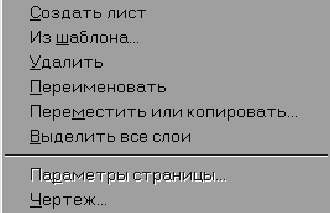 Создать лист
Из шаблона...
Удалить
Переименовать
Переместить или копировать...
Выделить все слои
Параметры страницы...
Чертеж...